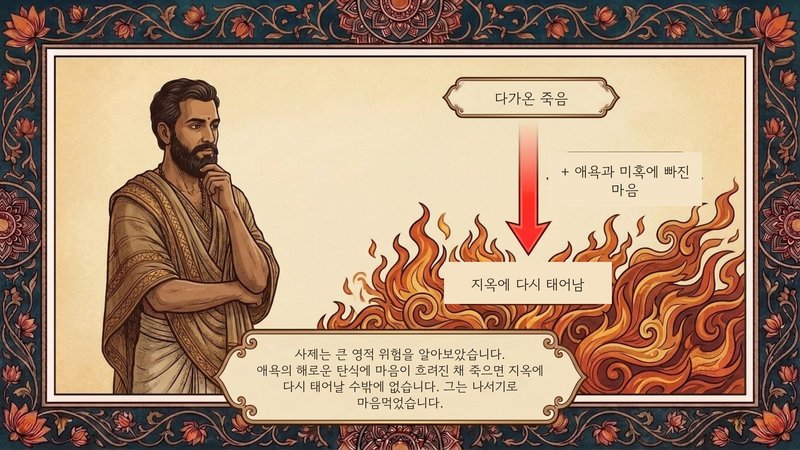 다가온 죽음
+ 애욕과 미혹에 빠진
마음
지옥에 다시 태어남
사제는 큰 영적 위험을 알아보았습니다.
애욕의 해로운 탄식에 마음이 흐려진 채 죽으면 지옥에
다시 태어날 수밖에 없습니다. 그는 나서기로
마음먹었습니다.